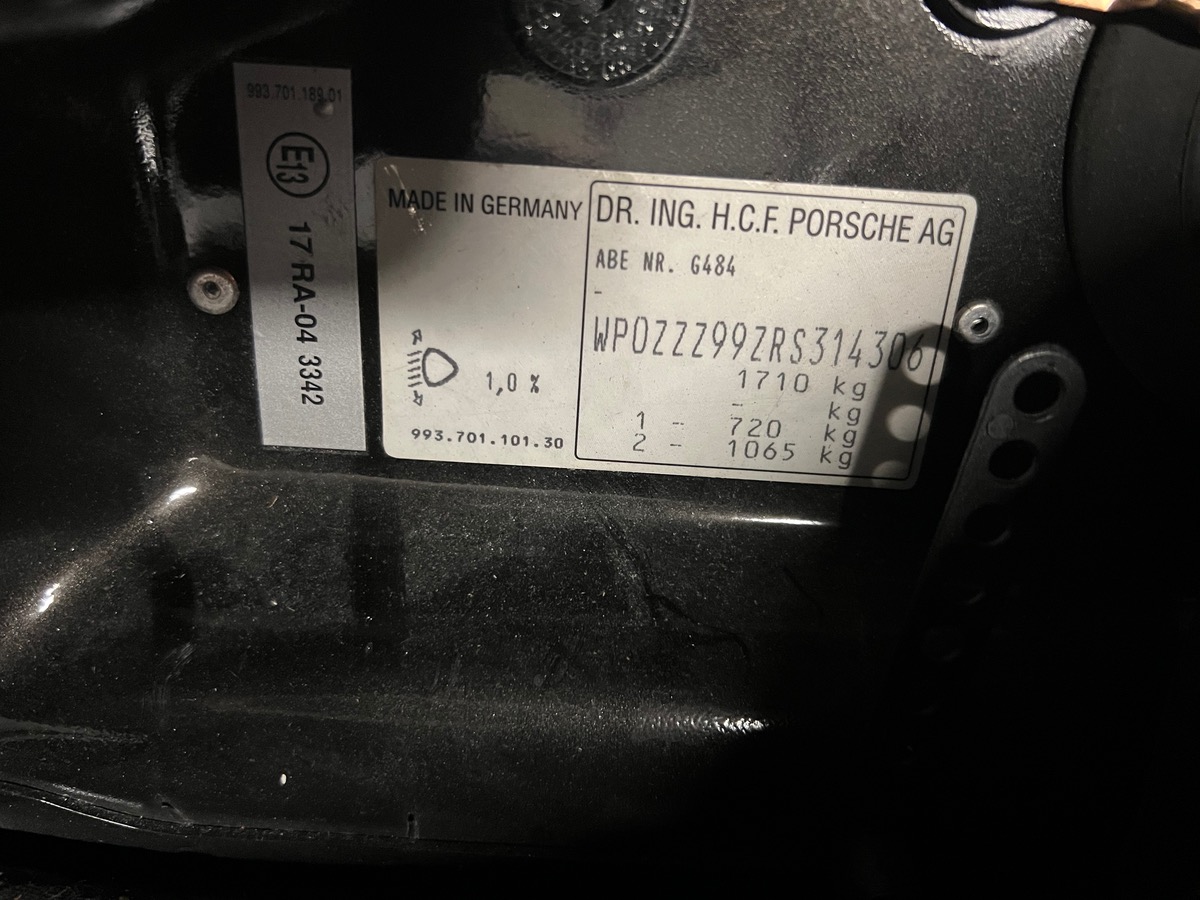 993.701.189.01
E13
17 RA-04 3342
MADE IN GERMANY
1,0 %
993.701.101.30
DR. ING. H.C.F. PORSCHE AG
ABE NR. G484
-
WP0ZZZ99ZRS314306
1710 kg
- kg
1 - 720 kg
2 - 1065 kg